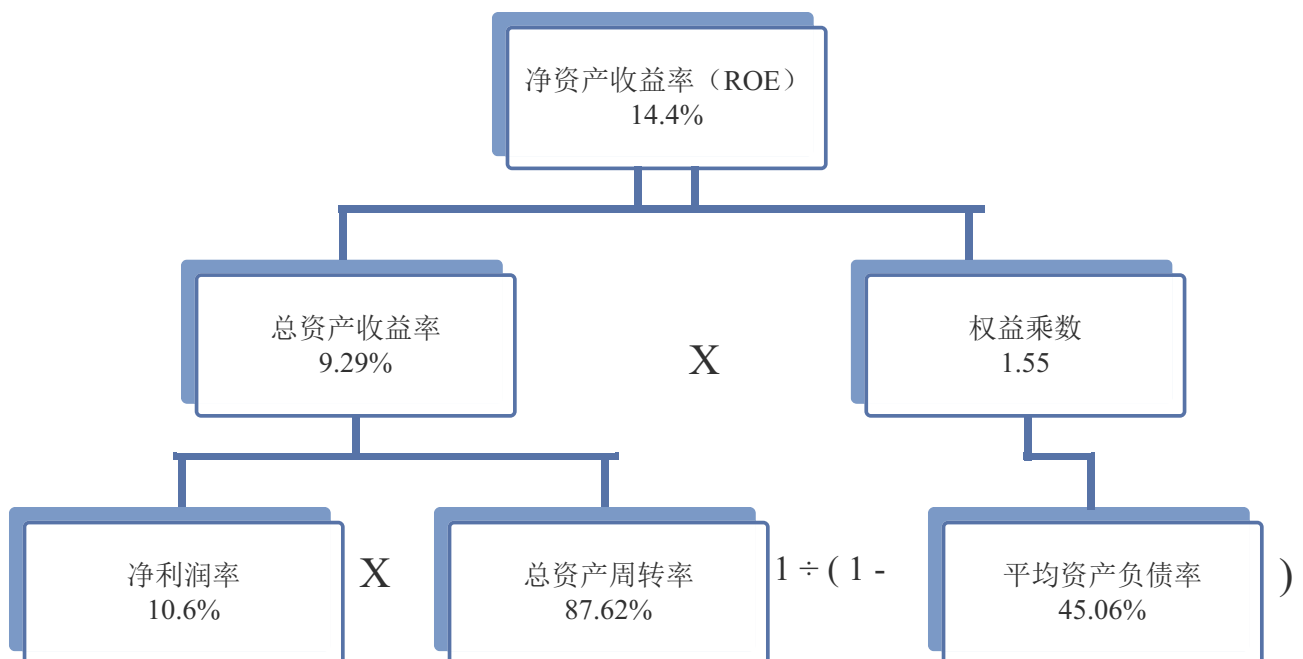 净资产收益率（ROE）
14.4%
总资产收益率
9.29%
X
权益乘数
1.55
净利润率
10.6%
X
总资产周转率
87.62%
1 ÷ ( 1 -
平均资产负债率
45.06%
)